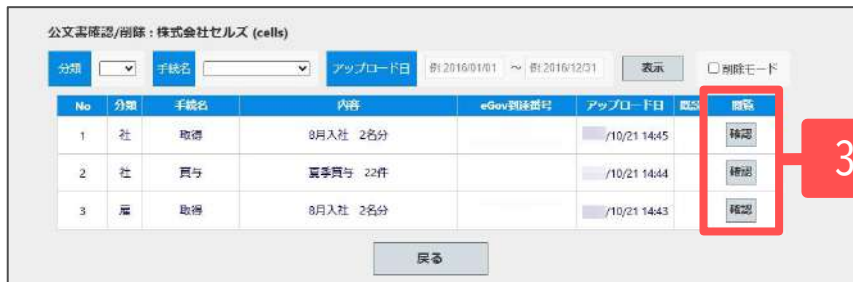 公文書確認/削除 : 株式会社セルズ (cells)
分類 手続名 アップロード日 例:2016/01/01 ～ 例:2016/12/31 表示 削除モード
No 分類 手続名 内容 eGov到達番号 アップロード日 確認 閲覧
1 社 取得 8月入社 2名分 /10/21 14:45 確認
2 社 賞与 夏季賞与 22件 /10/21 14:44 確認
3 雇 取得 8月入社 2名分 /10/21 14:43 確認
3
戻る